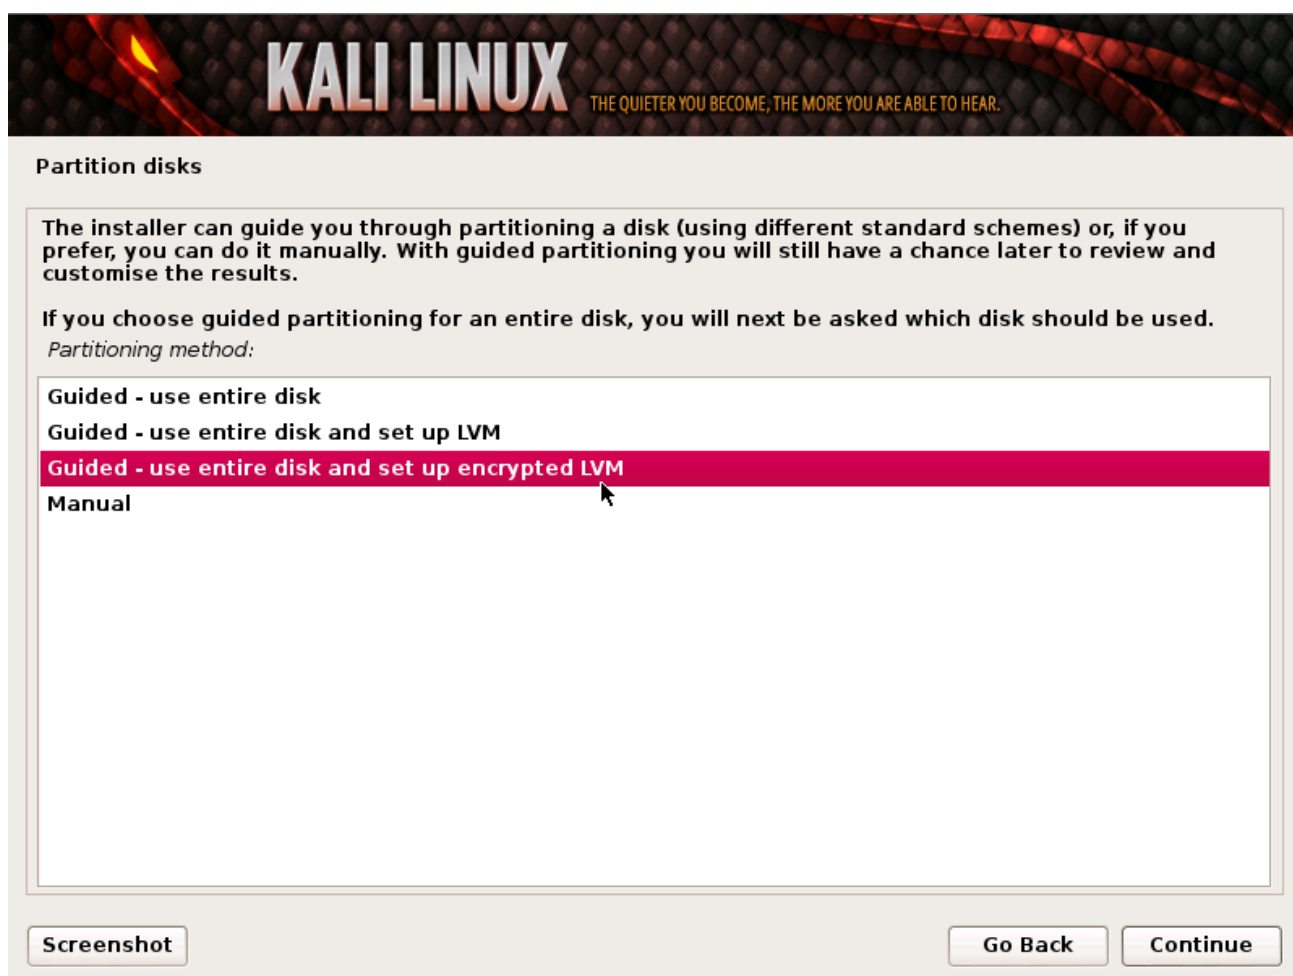 KALI LINUX
THE QUIETER YOU BECOME, THE MORE YOU ARE ABLE TO HEAR.
Partition disks
The installer can guide you through partitioning a disk (using different standard schemes) or, if you
prefer, you can do it manually. With guided partitioning you will still have a chance later to review and
customise the results.
If you choose guided partitioning for an entire disk, you will next be asked which disk should be used.
Partitioning method:
Guided - use entire disk
Guided - use entire disk and set up LVM
Guided - use entire disk and set up encrypted LVM
Manual
Screenshot
Go Back
Continue